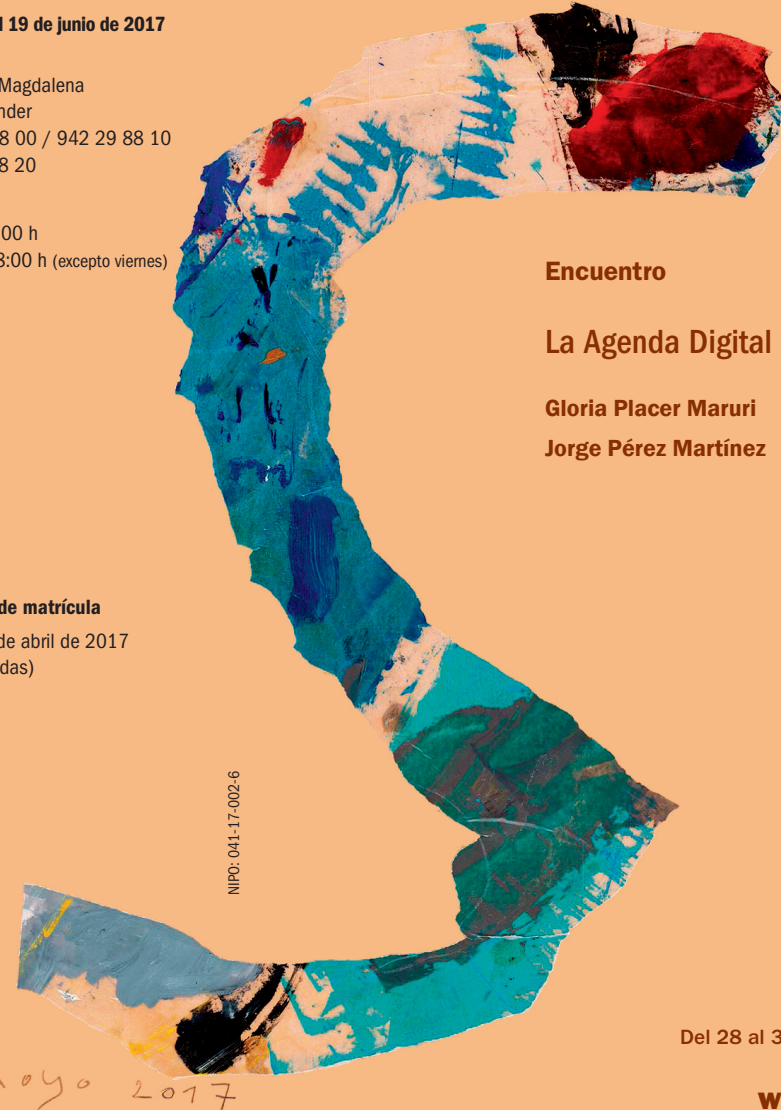 l 19 de junio de 2017
Magdalena
nder
8 00 / 942 29 88 10
8 20
00 h
8:00 h (excepto viernes)
de matrícula
de abril de 2017
das)
NIPO: 041-17-002-6
Encuentro
La Agenda Digital
Gloria Placer Maruri
Jorge Pérez Martínez
Del 28 al 3
w
oyo 2017